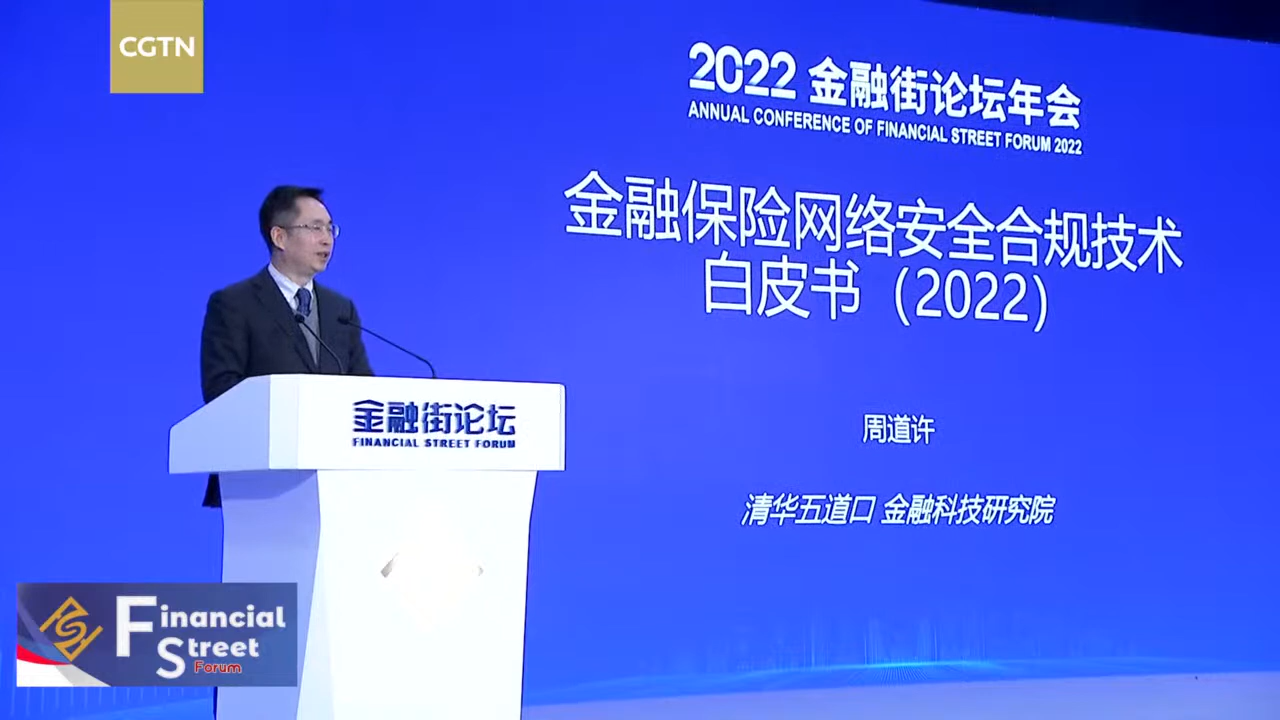 CGTN
2022 金融街论坛年会
ANNUAL CONFERENCE OF FINANCIAL STREET FORUM 2022
金融保险网络安全合规技术
白皮书（2022）
周道许
清华五道口 金融科技研究院
金融街论坛
FINANCIAL STREET FORUM
Financial
Street
Forum